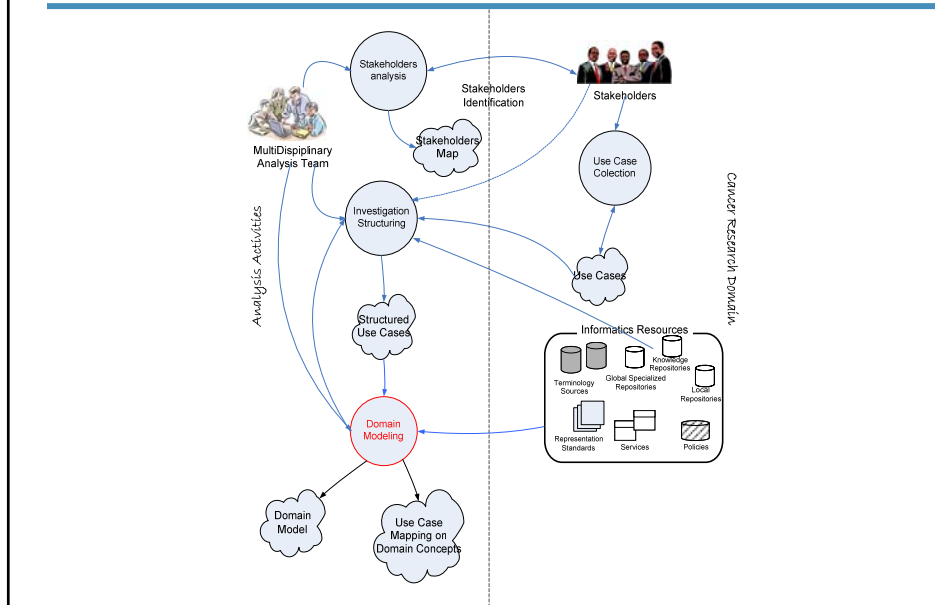 Stakeholders
analysis
Stakeholders
Identification
Stakeholders
MultiDispiplinary
Analysis Team
Stakeholders
Map
Use Case
Colection
Investigation
Structuring
Use Cases
Analysis Activities
Cancer Research Domain
Structured
Use Cases
Informatics Resources
Knowledge
Repositories
Terminology
Sources
Global Specialized
Repositories
Local
Repositories
Representation
Standards
Services
Policies
Domain
Modeling
Domain
Model
Use Case
Mapping on
Domain Concepts